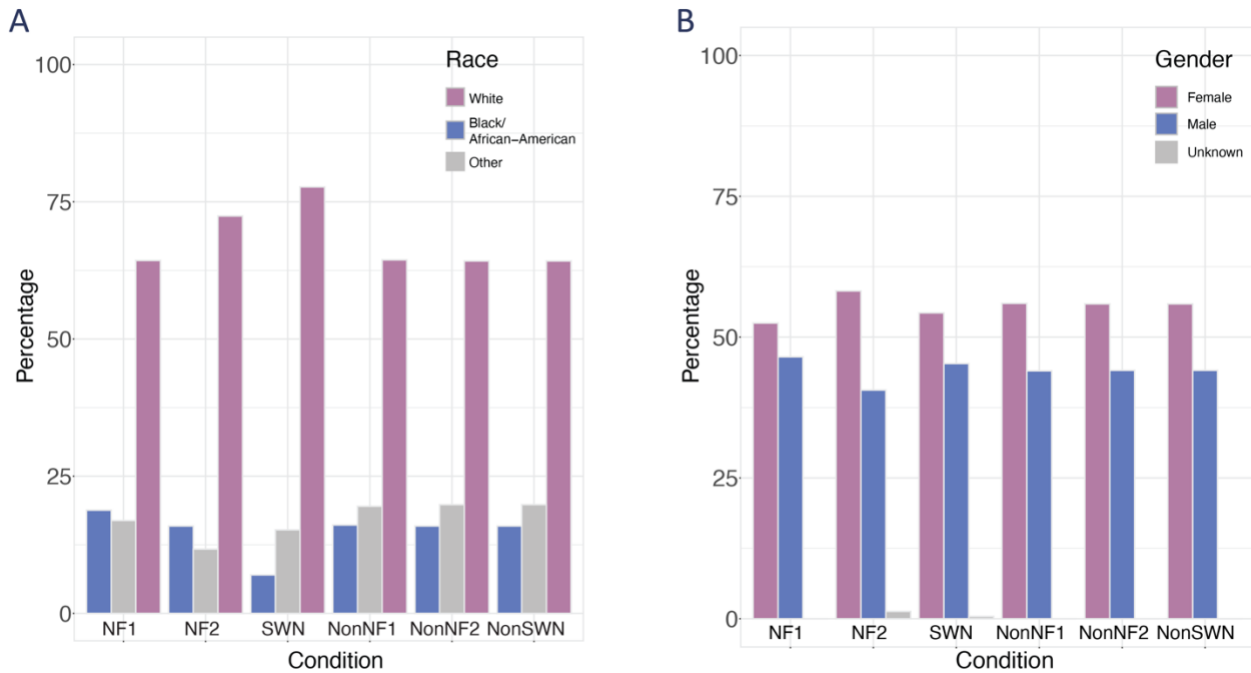 A
Race
White
Black/
African-American
Other
100
75
50
25
0
Percentage
NF1 NF2 SWN NonNF1 NonNF2 NonSWN
Condition
B
Gender
Female
Male
Unknown
100
75
50
25
0
Percentage
NF1 NF2 SWN NonNF1 NonNF2 NonSWN
Condition